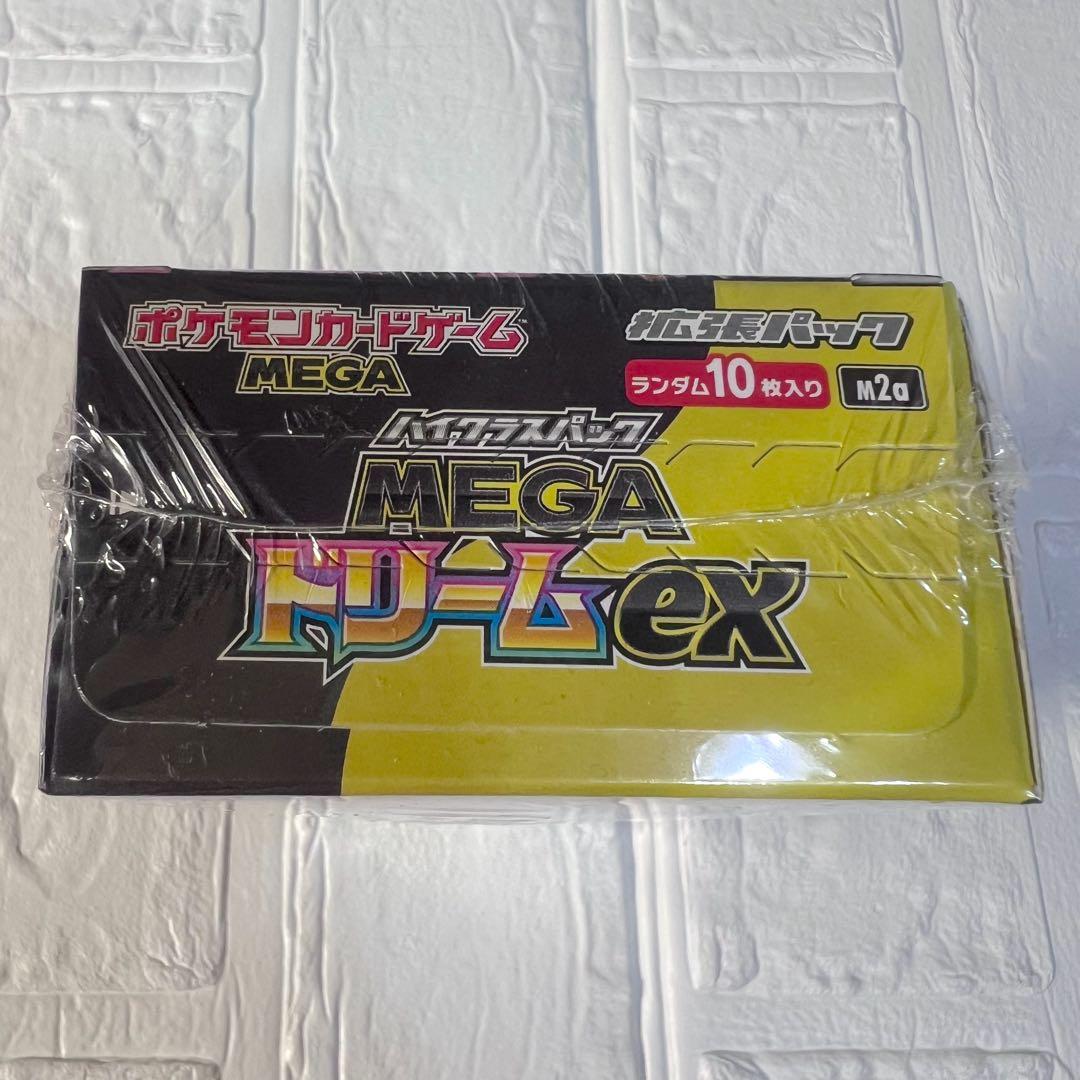 ポケモンカードゲーム™
MEGA
拡張パック
ランダム10枚入り
M2a
ハイクラスパック
MEGA
ドリームex